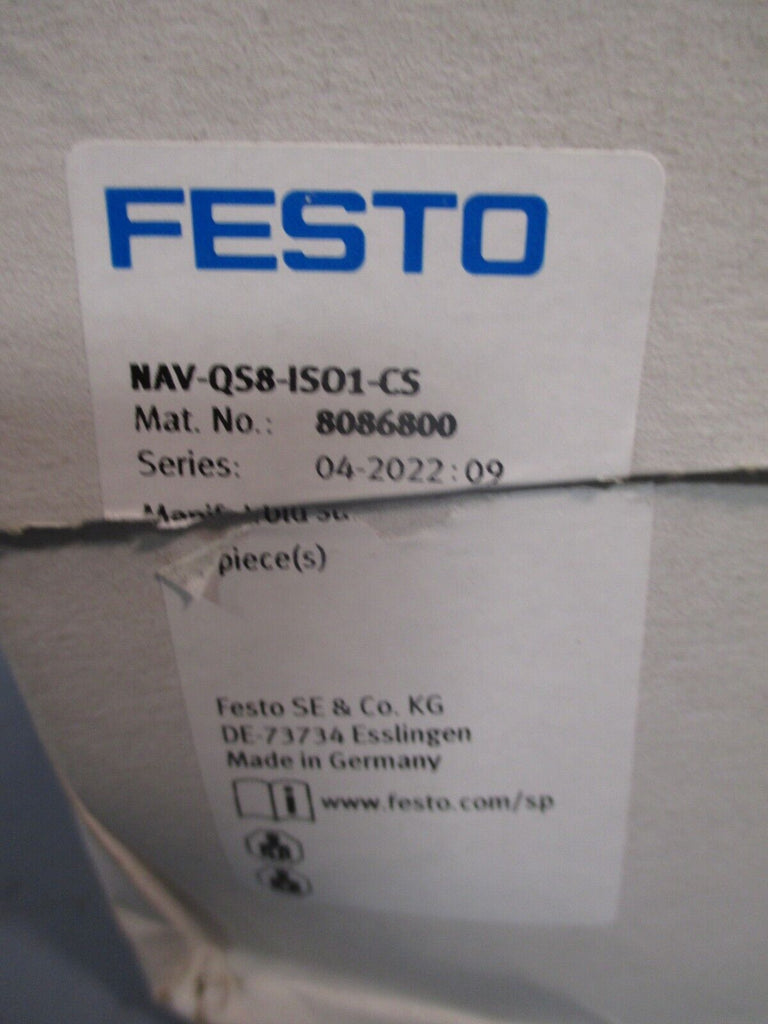 FESTO
NAV-QS8-ISO1-CS
Mat. No.: 8086800
Series: 04-2022:09
piece(s)
Festo SE & Co. KG
DE-73734 Esslingen
Made in Germany
www.festo.com/sp